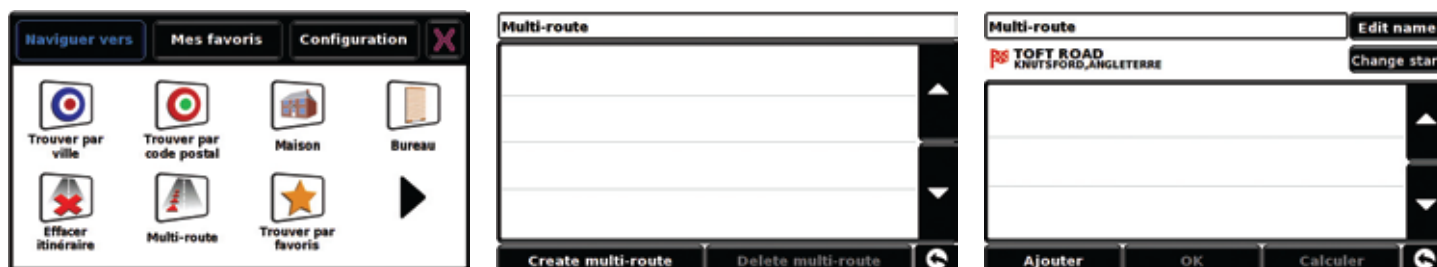 Naviguer vers
Mes favoris
Configuration
X
Trouver par
ville
Trouver par
code postal
Maison
Bureau
Effacer
itinéraire
Multi-route
Trouver par
favoris
Multi-route
Create multi-route
Delete multi-route
Multi-route
Edit name
TOFT ROAD
KNUTSFORD,ANGLETERRE
Change star
Ajouter
OK
Calculer